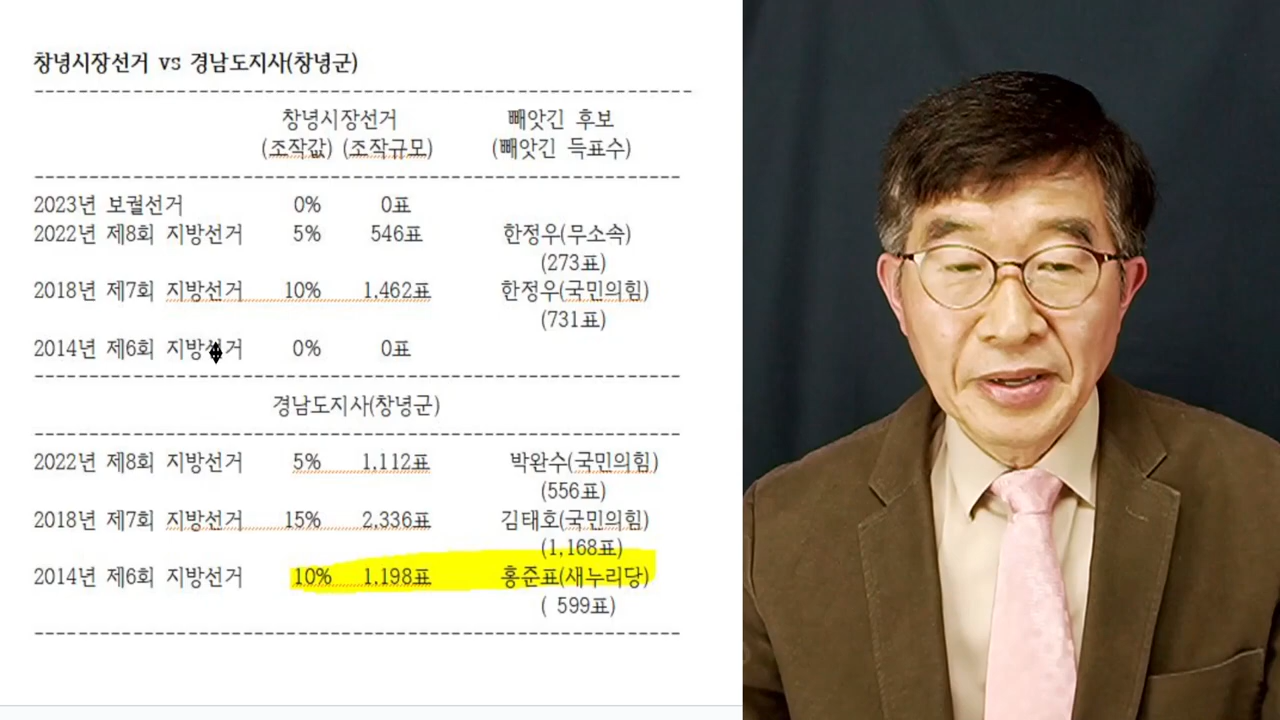 창녕시장선거 vs 경남도지사(창녕군)
창녕시장선거 빼앗긴 후보
(조작값) (조작규모) (빼앗긴 득표수)
2023년 보궐선거 0% 0표
2022년 제8회 지방선거 5% 546표 한정우(무소속)
(273표)
2018년 제7회 지방선거 10% 1,462표 한정우(국민의힘)
(731표)
2014년 제6회 지방선거 0% 0표
경남도지사(창녕군)
2022년 제8회 지방선거 5% 1,112표 박완수(국민의힘)
(556표)
2018년 제7회 지방선거 15% 2,336표 김태호(국민의힘)
(1,168표)
2014년 제6회 지방선거 10% 1,198표 홍준표(새누리당)
( 599표)